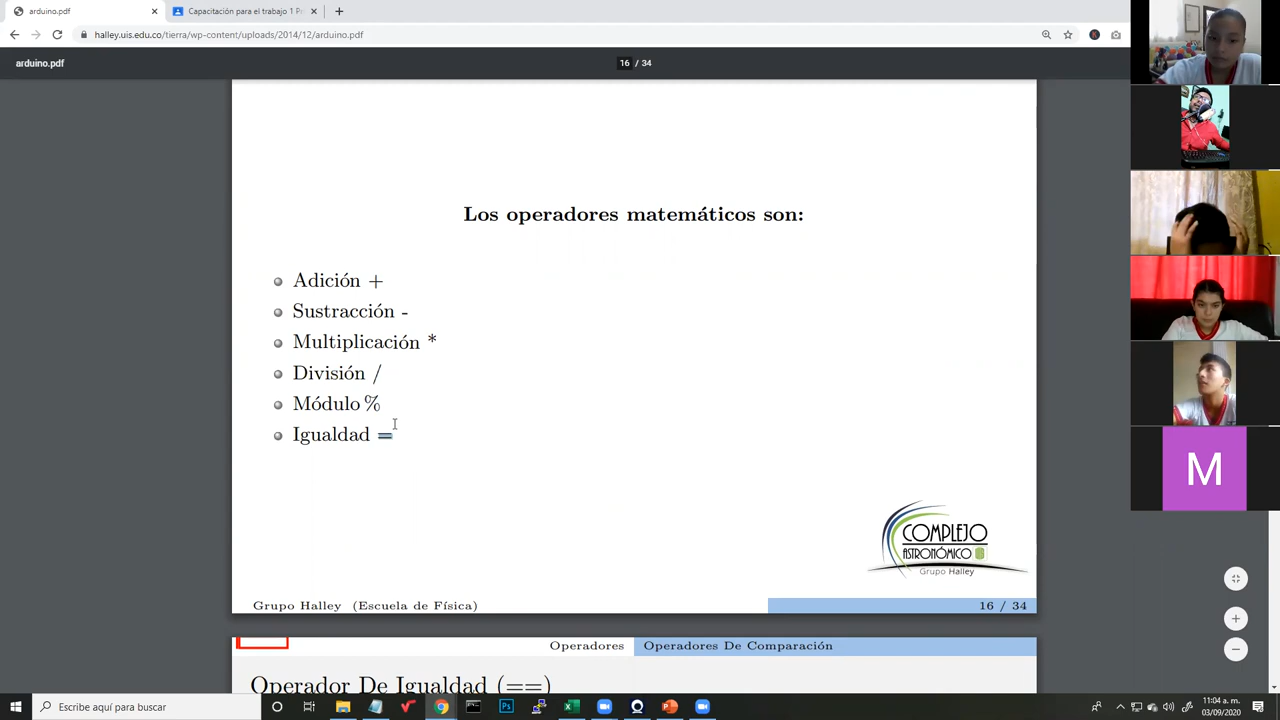 arduino.pdf
Capacitación para el trabajo 1 P
halley.uis.edu.co/tierra/wp-content/uploads/2014/12/arduino.pdf
arduino.pdf
16 / 34
Los operadores matemáticos son:
Adición +
Sustracción -
Multiplicación *
División /
Módulo %
Igualdad =
COMPLEJO
ASTRONÓMICO
Grupo Halley
Grupo Halley (Escuela de Física)
16 / 34
Operadores
Operadores De Comparación
Operador De Igualdad (==)
M
Escribe aquí para buscar
11:04 a. m.
03/09/2020